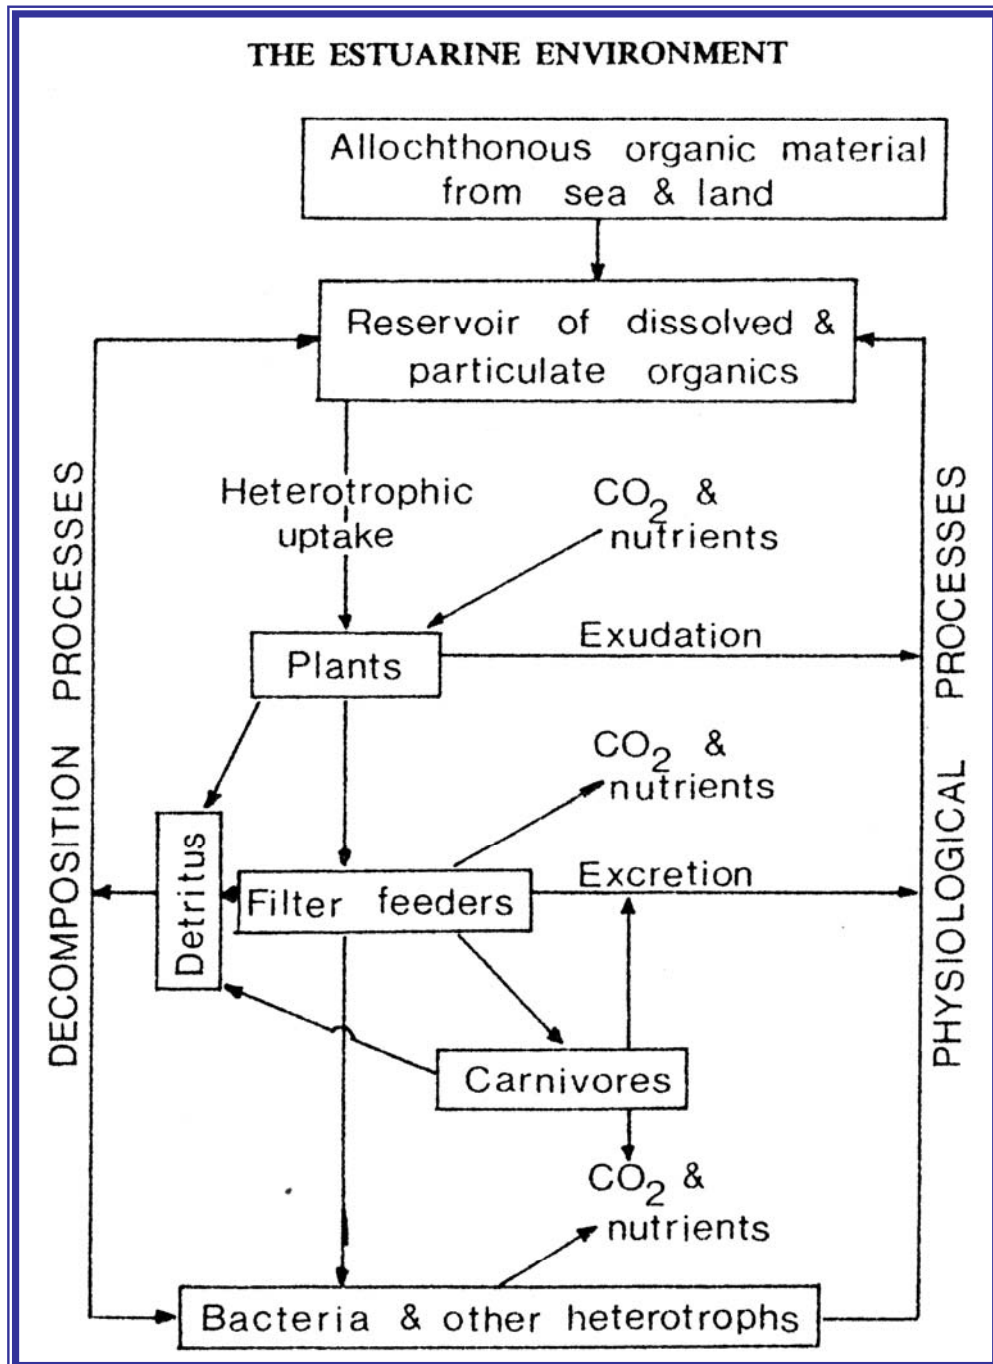 THE ESTUARINE ENVIRONMENT
Allochthonous organic material
from sea & land
Reservoir of dissolved &
particulate organics
Heterotrophic
uptake
CO2 &
nutrients
Plants
Exudation
CO2 &
nutrients
Detritus
Filter feeders
Excretion
Carnivores
CO2 &
nutrients
Bacteria & other heterotrophs
DECOMPOSITION PROCESSES
PHYSIOLOGICAL PROCESSES